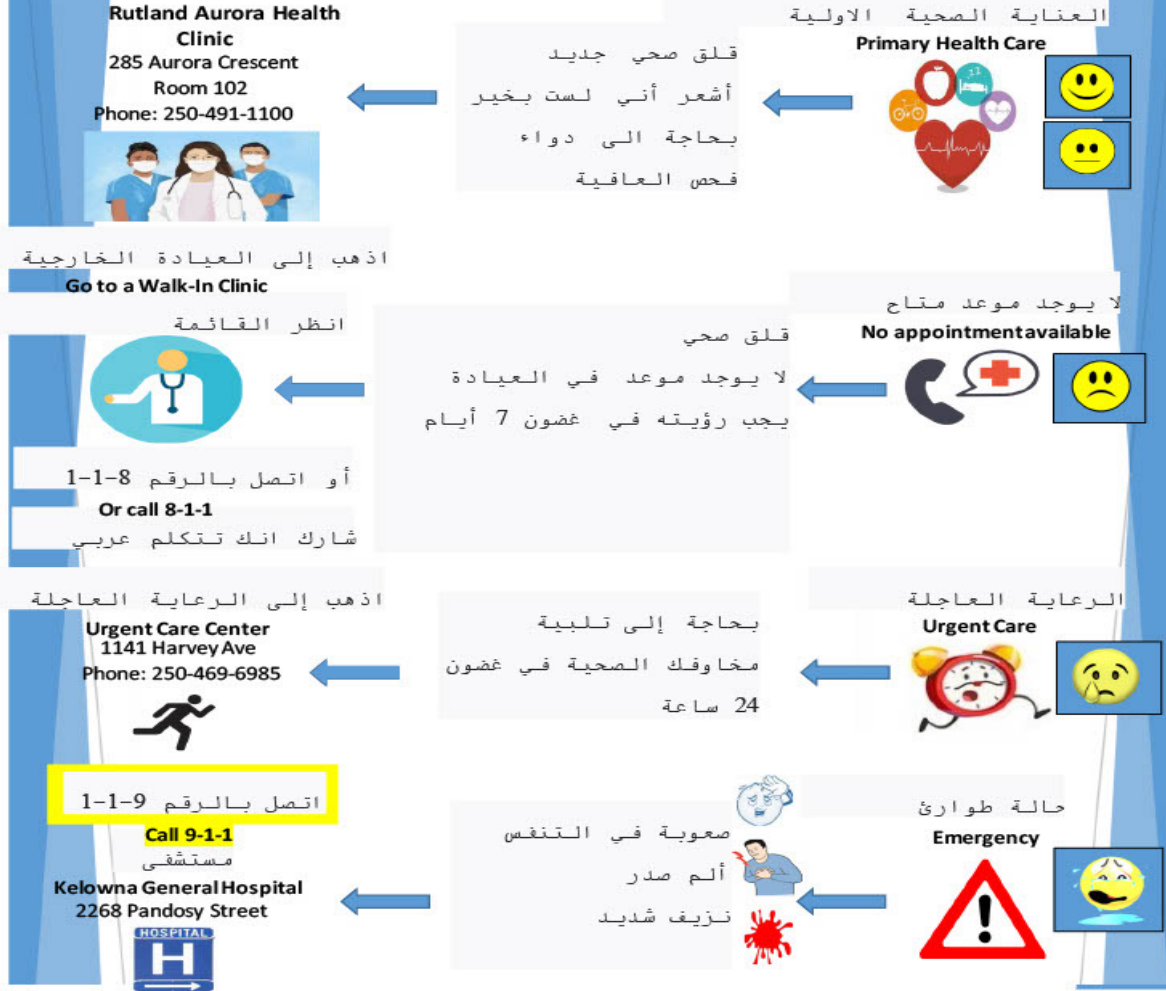 العناية الصحية الاولية
Primary Health Care
قلق صحي جديد
أشعر أني لست بخير
بحاجة الى دواء
فحص العافية
Rutland Aurora Health
Clinic
285 Aurora Crescent
Room 102
Phone: 250-491-1100
لا يوجد موعد متاح
No appointment available
قلق صحي
لا يوجد موعد في العيادة
يجب رؤيته في غضون 7 أيام
اذهب إلى العيادة الخارجية
Go to a Walk-In Clinic
انظر القائمة
أو اتصل بالرقم 8-1-1
Or call 8-1-1
شارك انك تتكلم عربي
الرعاية العاجلة
Urgent Care
بحاجة إلى تلبية
مخاوفك الصحية في غضون
24 ساعة
اذهب إلى الرعاية العاجلة
Urgent Care Center
1141 Harvey Ave
Phone: 250-469-6985
حالة طوارئ
Emergency
!
صعوبة في التنفس
ألم صدر
نزيف شديد
اتصل بالرقم 9-1-1
Call 9-1-1
مستشفى
Kelowna General Hospital
2268 Pandosy Street
HOSPITAL
H